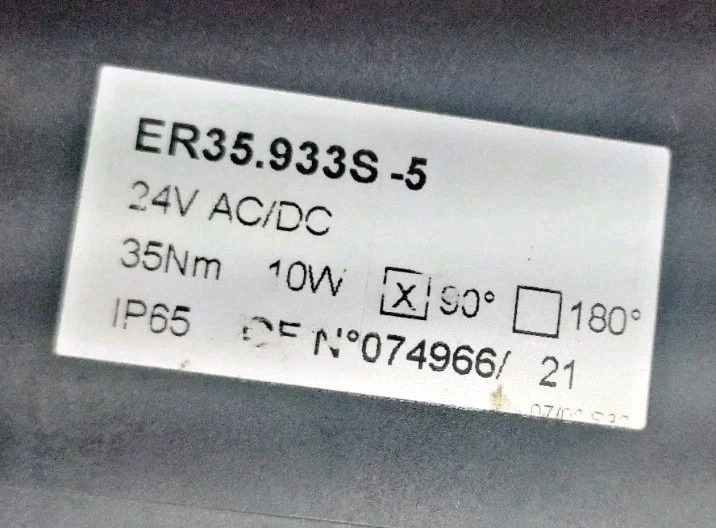 ER35.933S -5
24V AC/DC
35Nm 10W X 90° 180°
IP65 N°074966/ 21